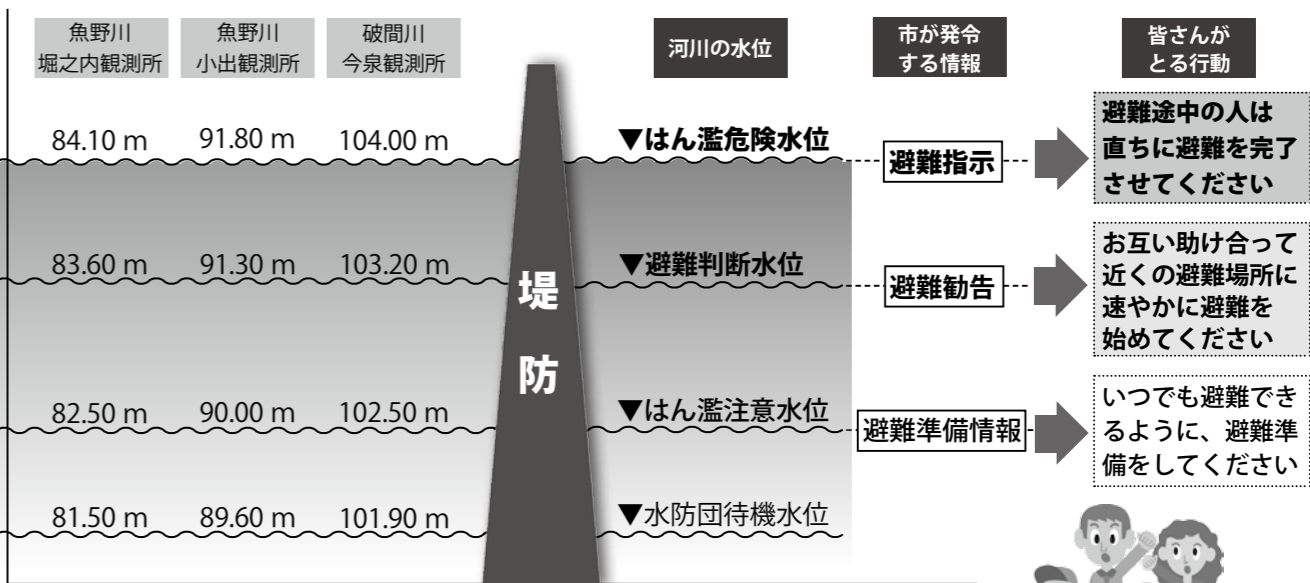 魚野川
堀之内観測所
魚野川
小出観測所
破間川
今泉観測所
河川の水位
市が発令
する情報
皆さんが
とる行動
84.10 m
91.80 m
104.00 m
▼はん濫危険水位
避難指示
避難途中の人は
直ちに避難を完了
させてください
83.60 m
91.30 m
103.20 m
▼避難判断水位
避難勧告
お互い助け合って
近くの避難場所に
速やかに避難を
始めてください
堤
防
82.50 m
90.00 m
102.50 m
▼はん濫注意水位
避難準備情報
いつでも避難でき
るように、避難準
備をしてください
81.50 m
89.60 m
101.90 m
▼水防団待機水位